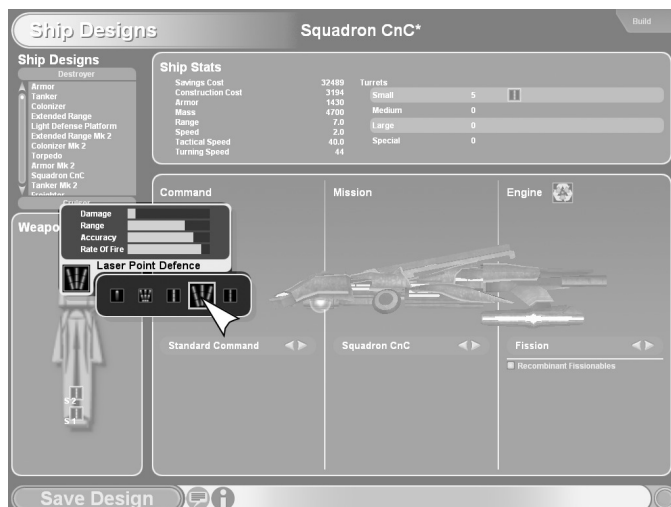 Ship Designs
Squadron CnC*
Build
Ship Designs
Destroyer
Armor
Tanker
Colonizer
Extended Range
Light Defense Platform
Extended Range Mk 2
Colonizer Mk 2
Torpedo
Armor Mk 2
Squadron CnC
Tanker Mk 2
Freighter
Cruiser
Ship Stats
Savings Cost 32489
Construction Cost 3194
Armor 1430
Mass 4700
Range 7.0
Speed 2.0
Tactical Speed 40.0
Turning Speed 44
Turrets
Small 5
Medium 0
Large 0
Special 0
Weapo
Damage
Range
Accuracy
Rate Of Fire
Laser Point Defence
S 2
S 1
Command
Mission
Engine
Standard Command
Squadron CnC
Fission
Recombinant Fissionables
Save Design